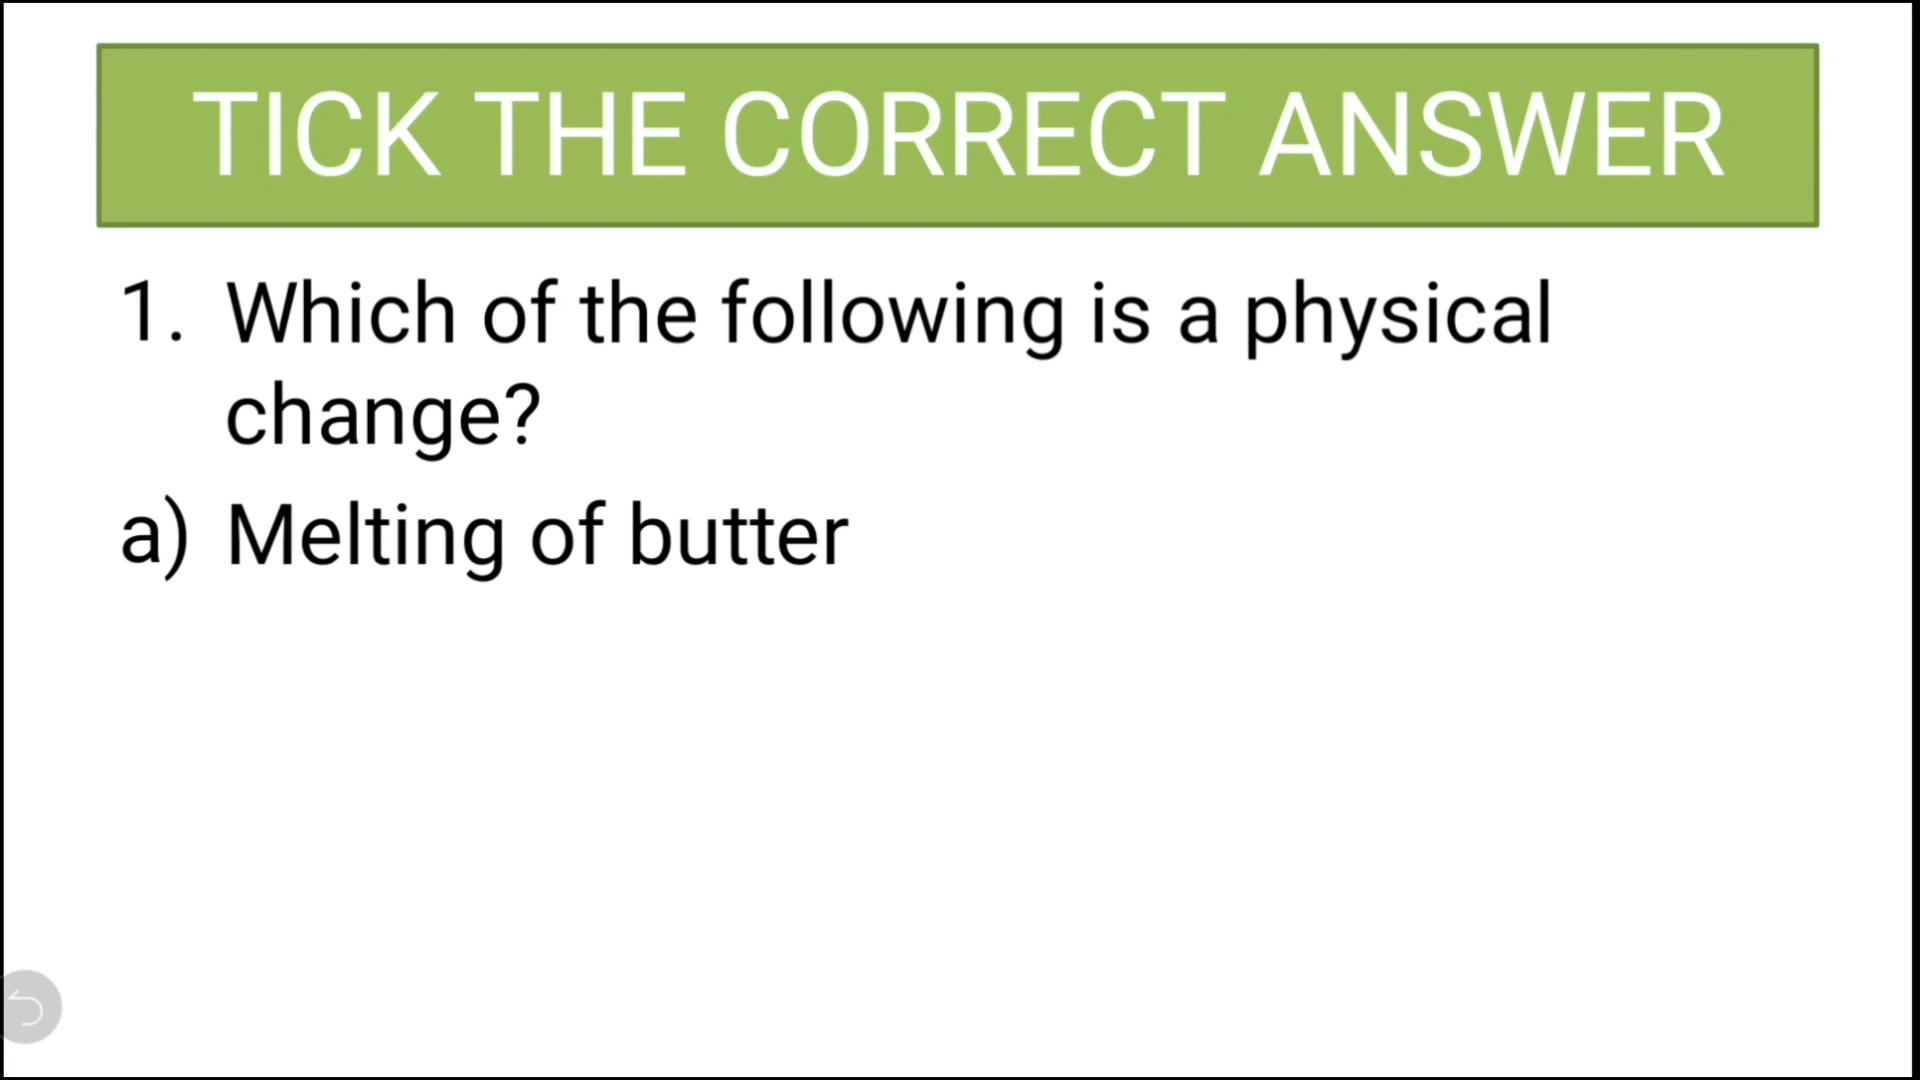 TICK THE CORRECT ANSWER
1. Which of the following is a physical
change?
a) Melting of butter